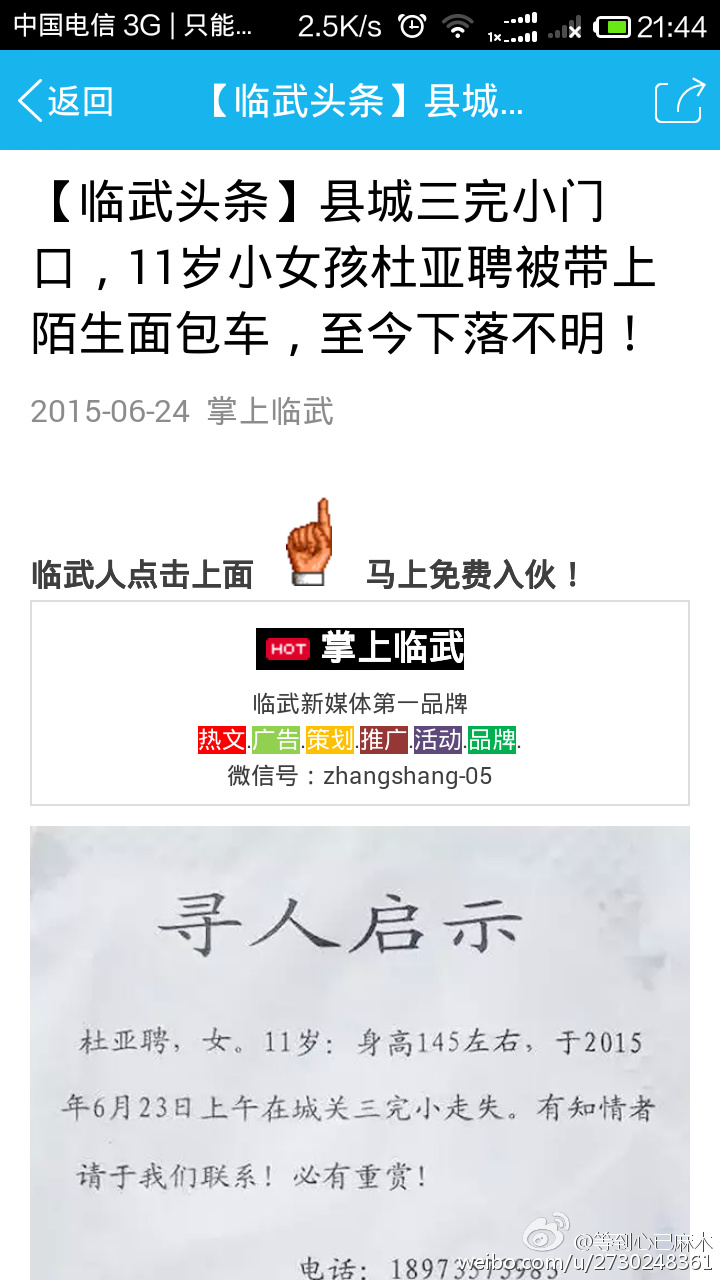 中国电信 3G | 只能... 2.5K/s 1x 21:44
返回 【临武头条】县城...
【临武头条】县城三完小门
口，11岁小女孩杜亚聘被带上
陌生面包车，至今下落不明！
2015-06-24 掌上临武
临武人点击上面 马上免费入伙！
HOT 掌上临武
临武新媒体第一品牌
热文.广告.策划.推广.活动.品牌.
微信号：zhangshang-05
寻人启示
杜亚聘，女。11岁：身高145左右，于2015
年6月23日上午在城关三完小走失。有知情者
请于我们联系！必有重赏！
@等到心已麻木
电话：
weibo.com/u/2730248361